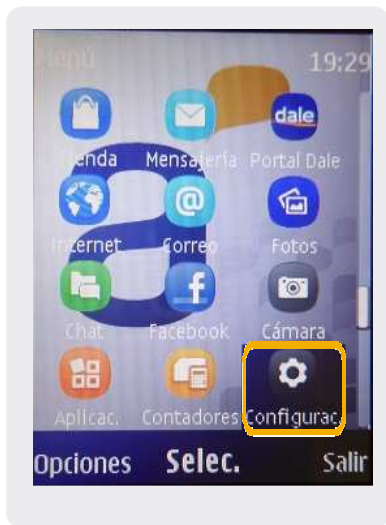 Menú 19:29
dale
Tienda Mensajería Portal Dale
Internet Correo Fotos
Chat Facebook Cámara
Aplicac. Contadores Configurac.
Opciones Selec. Salir